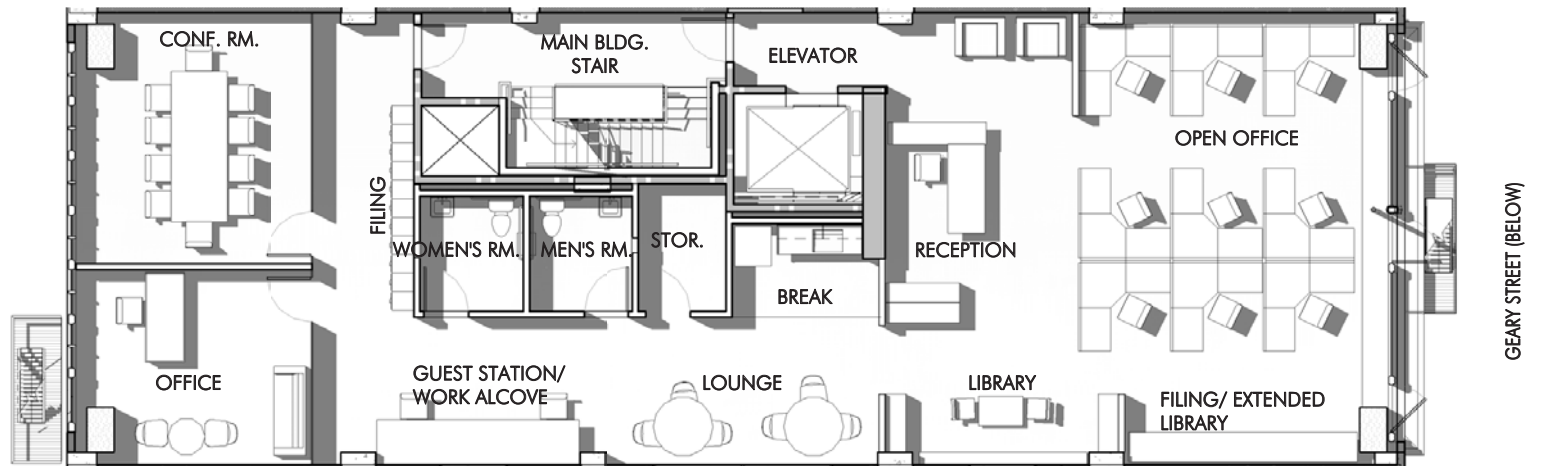 CONF. RM.
MAIN BLDG.
STAIR
ELEVATOR
OPEN OFFICE
FILING
WOMEN'S RM.
MEN'S RM.
STOR.
RECEPTION
BREAK
GEARY STREET (BELOW)
OFFICE
GUEST STATION/
WORK ALCOVE
LOUNGE
LIBRARY
FILING/ EXTENDED
LIBRARY